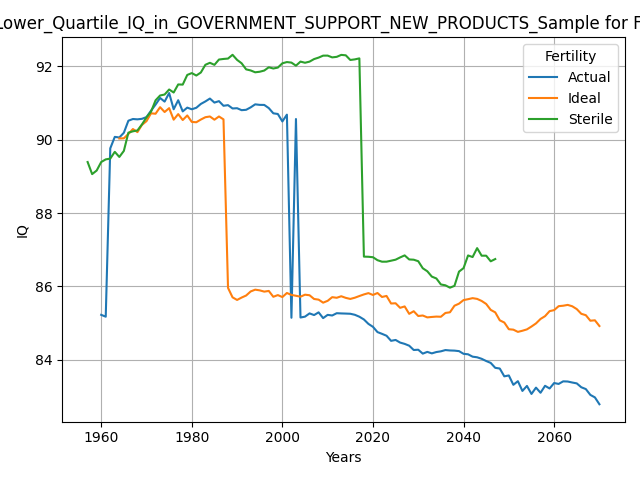 Lower_Quartile_IQ_in_GOVERNMENT_SUPPORT_NEW_PRODUCTS_Sample for F
Fertility
Actual
Ideal
Sterile
IQ
92
90
88
86
84
1960 1980 2000 2020 2040 2060
Years